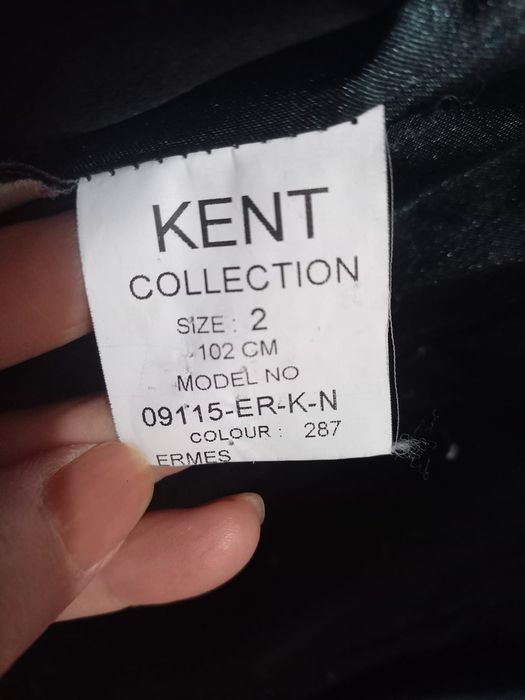 KENT
COLLECTION
SIZE : 2
102 CM
MODEL NO
09115-ER-K-N
COLOUR : 287
ERMES